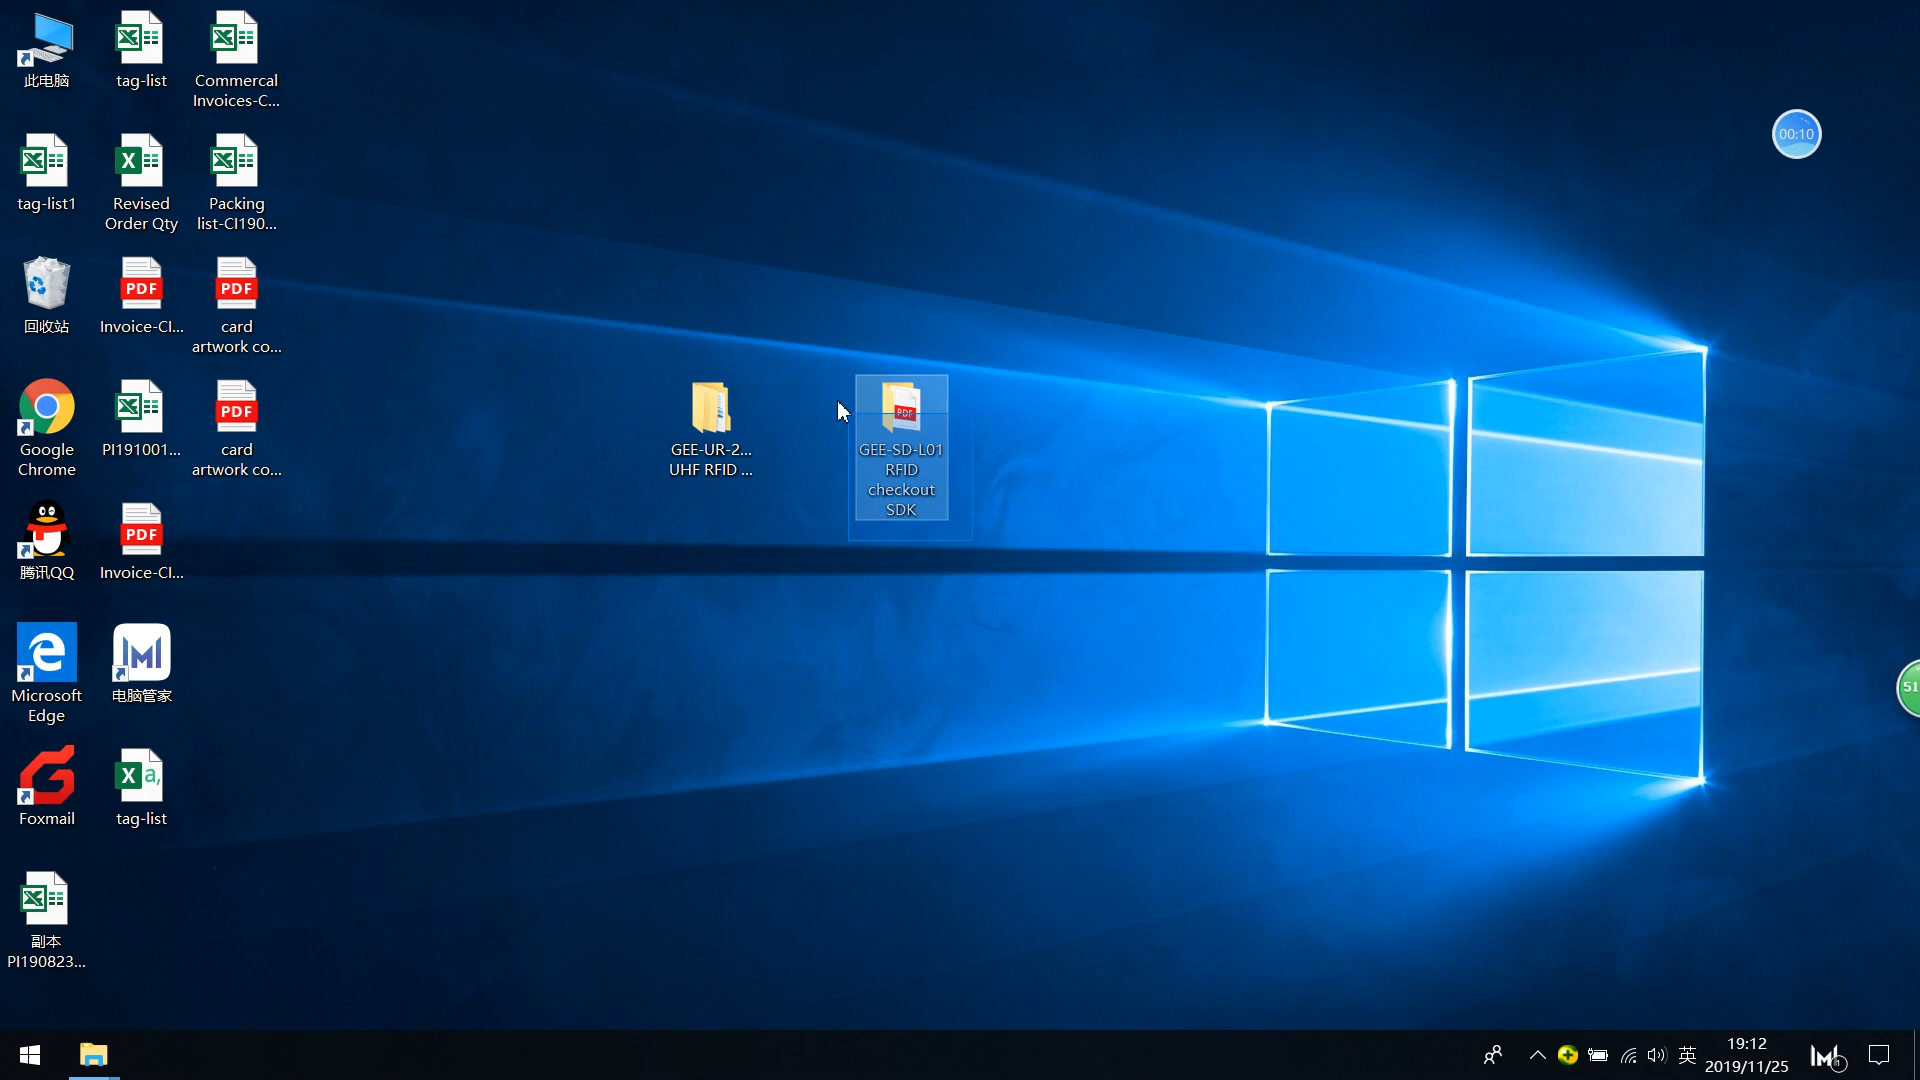 此电脑
tag-list
Commercal
Invoices-C...
tag-list1
Revised
Order Qty
Packing
list-CI190...
回收站
PDF
Invoice-CI...
PDF
card
artwork co...
Google
Chrome
PI191001...
PDF
card
artwork co...
腾讯QQ
PDF
Invoice-CI...
Microsoft
Edge
电脑管家
Foxmail
tag-list
副本
PI190823...
GEE-UR-2...
UHF RFID ...
PDF
GEE-SD-L01
RFID
checkout
SDK
00:10
51
英
19:12
2019/11/25